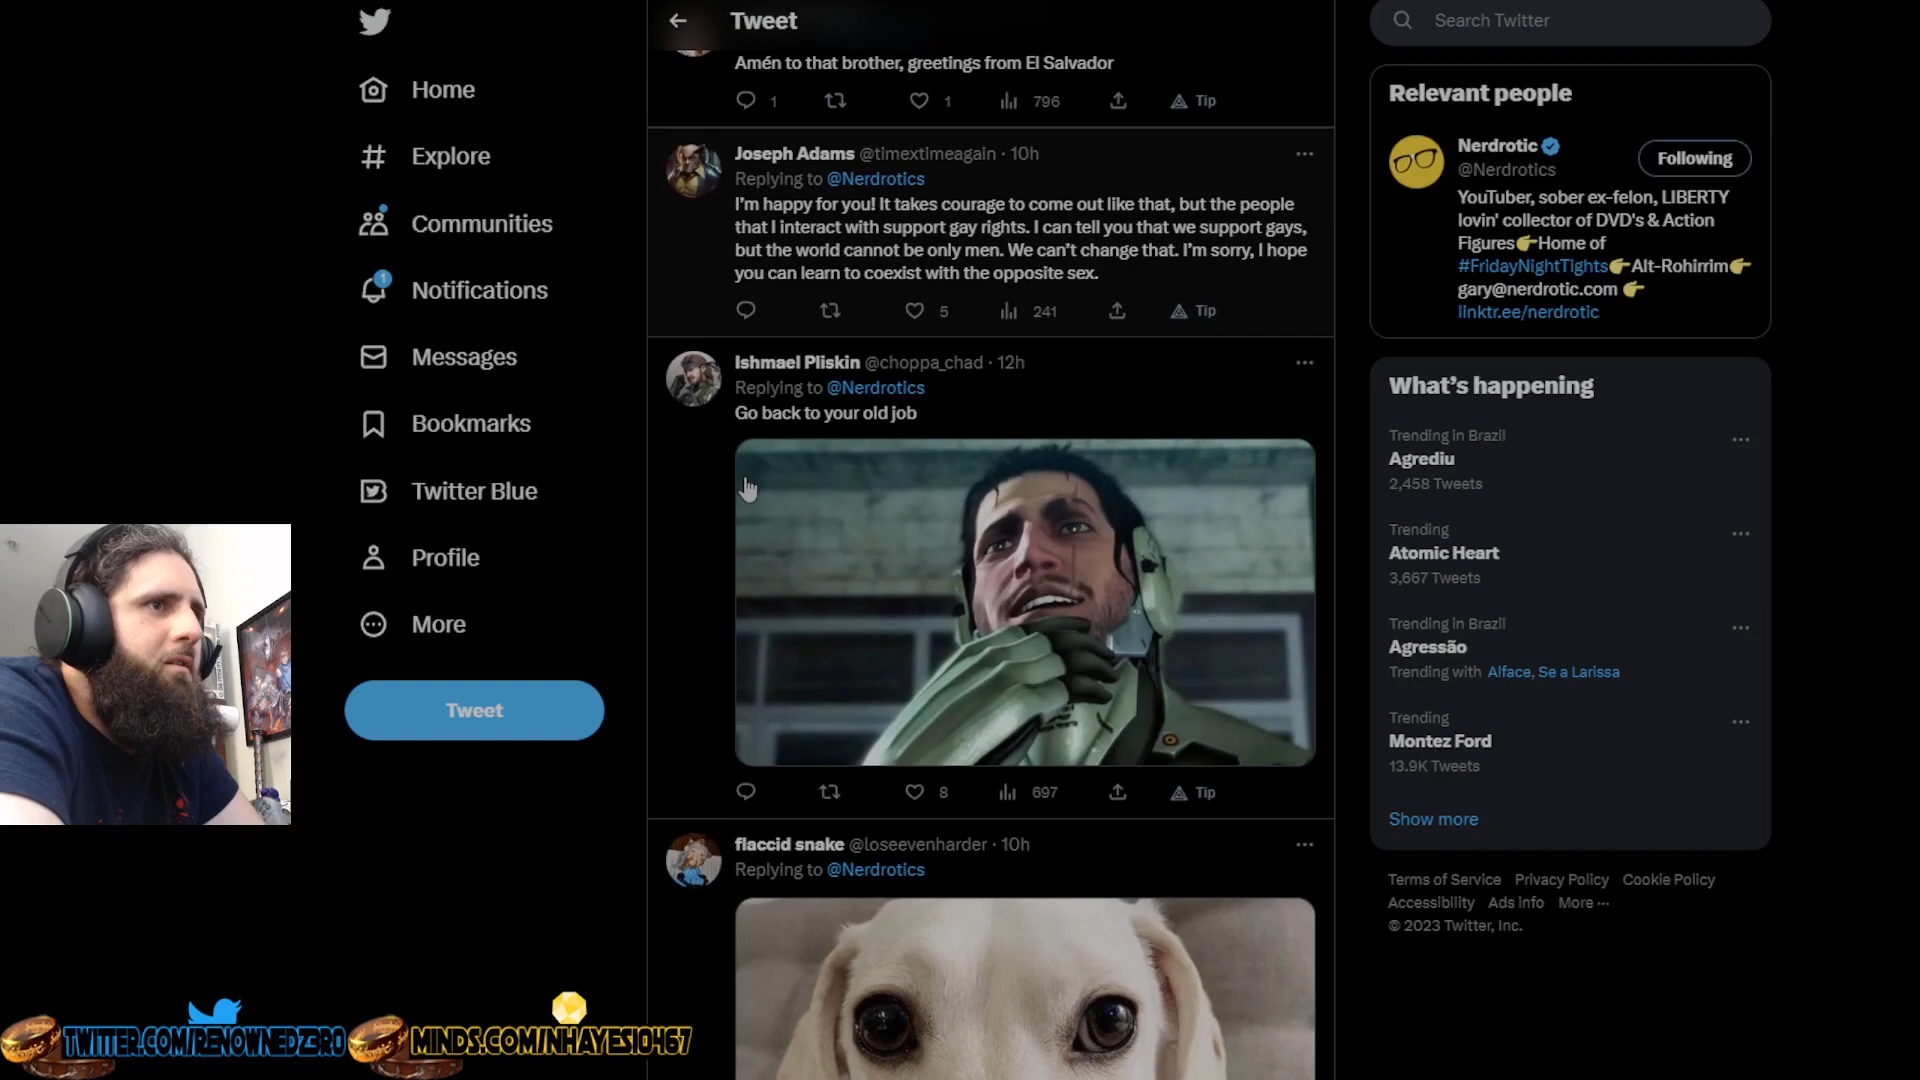 Home
Explore
Communities
1
Notifications
Messages
Bookmarks
Twitter Blue
Profile
More
Tweet
Tweet
Amén to that brother, greetings from El Salvador
1 1 796 Tip
Joseph Adams @timextimeagain · 10h
Replying to @Nerdrotics
I'm happy for you! It takes courage to come out like that, but the people
that I interact with support gay rights. I can tell you that we support gays,
but the world cannot be only men. We can't change that. I'm sorry, I hope
you can learn to coexist with the opposite sex.
5 241 Tip
Ishmael Pliskin @choppa_chad · 12h
Replying to @Nerdrotics
Go back to your old job
8 697 Tip
flaccid snake @loseevenharder · 10h
Replying to @Nerdrotics
Search Twitter
Relevant people
Nerdrotic
@Nerdrotics
Following
YouTuber, sober ex-felon, LIBERTY
lovin' collector of DVD's & Action
Figures👉Home of
#FridayNightTights👉Alt-Rohirrim👉
gary@nerdrotic.com 👉
linktr.ee/nerdrotic
What's happening
Trending in Brazil
Agrediu
2,458 Tweets
Trending
Atomic Heart
3,667 Tweets
Trending in Brazil
Agressão
Trending with Alface, Se a Larissa
Trending
Montez Ford
13.9K Tweets
Show more
Terms of Service Privacy Policy Cookie Policy
Accessibility Ads info More ···
© 2023 Twitter, Inc.
TWITTER.COM/RENOWNEDZ3R0
MINDS.COM/NHAYES10467